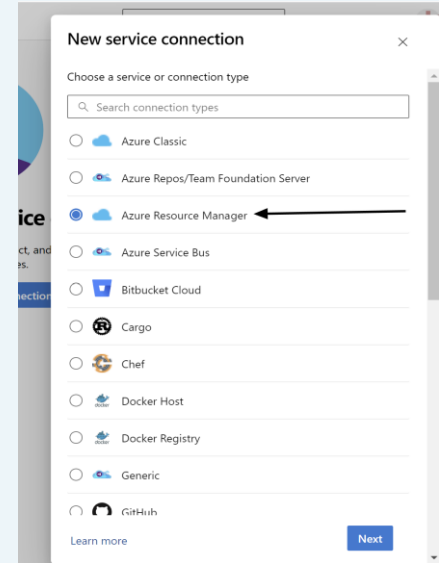 New service connection
Choose a service or connection type
Search connection types
Azure Classic
Azure Repos/Team Foundation Server
Azure Resource Manager
Azure Service Bus
Bitbucket Cloud
Cargo
Chef
Docker Host
Docker Registry
Generic
GitHub
Learn more
Next
ice
ct, and
es.
nection